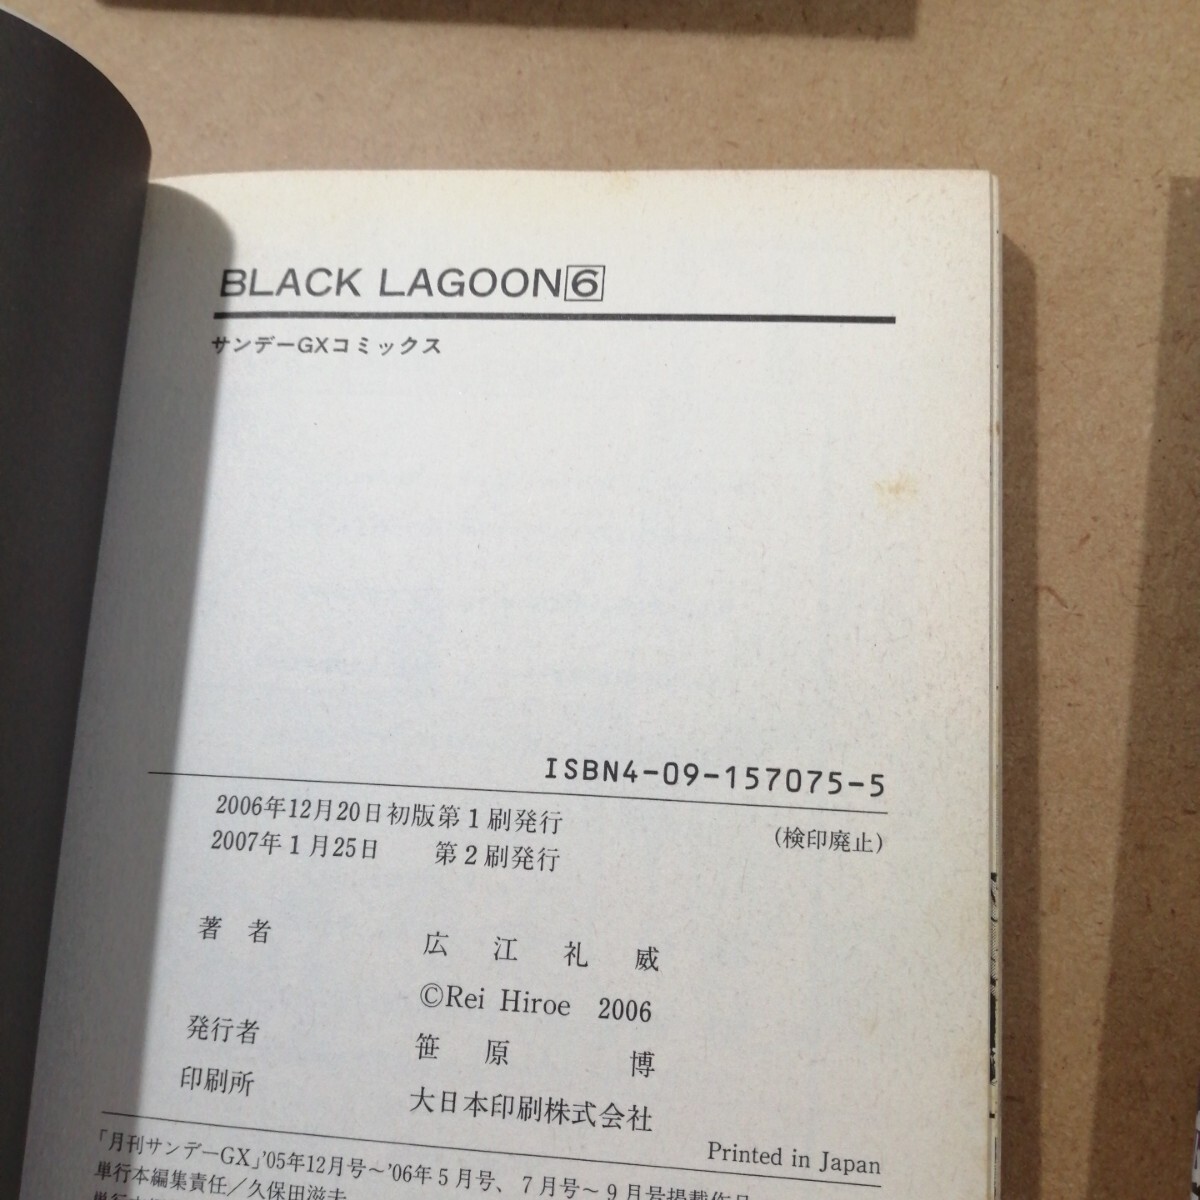 BLACK LAGOON6
サンデーGXコミックス
ISBN4-09-157075-5
2006年12月20日初版第1刷発行
(検印廃止)
2007年1月25日 第2刷発行
著 者 広 江 礼 威
©Rei Hiroe 2006
発行者 笹 原 博
印刷所 大日本印刷株式会社
Printed in Japan
「月刊サンデーGX」'05年12月号〜'06年5月号、7月号〜9月号掲載作品
単行本編集責任／久保田滋夫